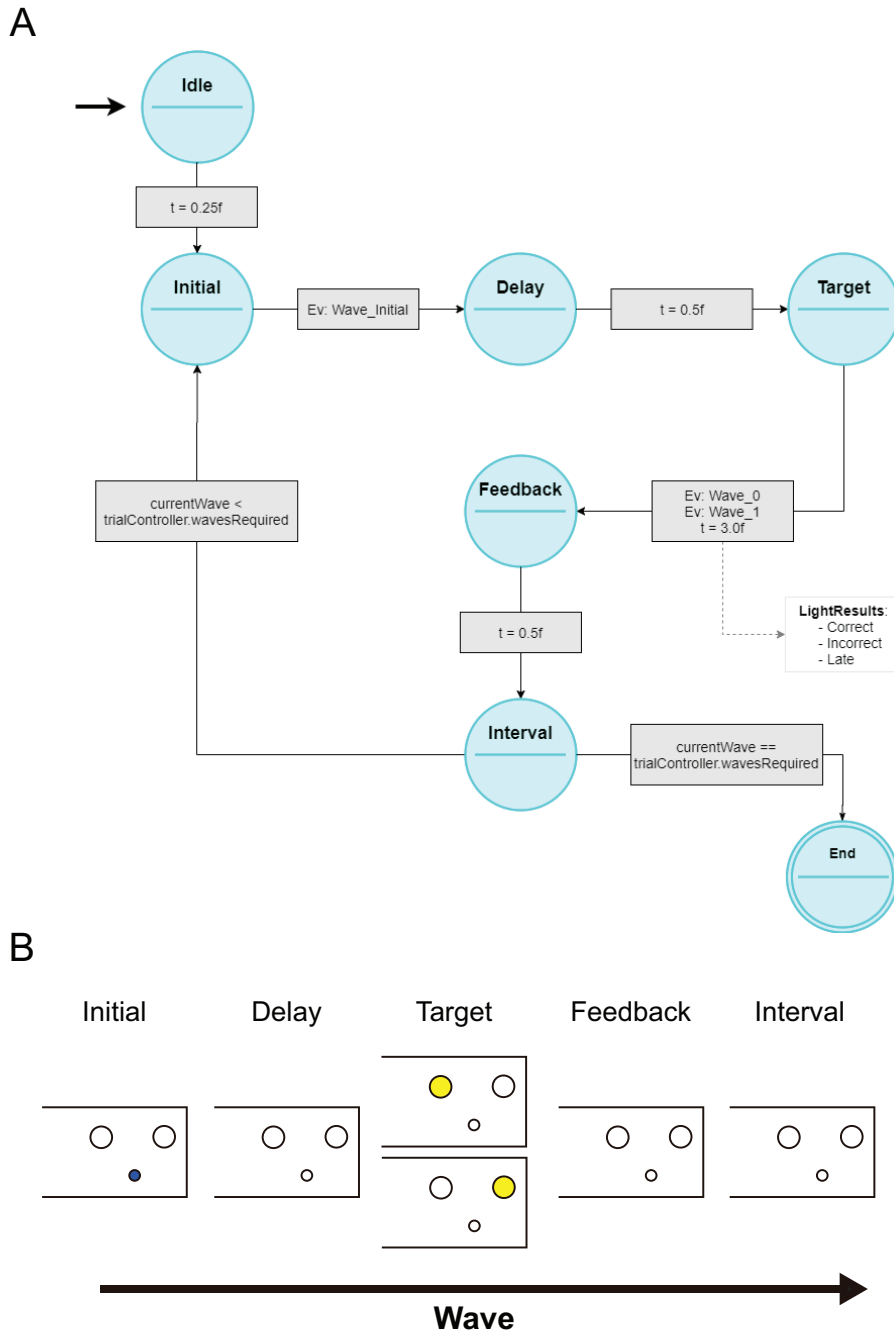 A
Idle
t = 0.25f
Initial
Ev: Wave_Initial
Delay
t = 0.5f
Target
currentWave <
trialController.wavesRequired
Feedback
Ev: Wave_0
Ev: Wave_1
t = 3.0f
LightResults:
- Correct
- Incorrect
- Late
t = 0.5f
Interval
currentWave ==
trialController.wavesRequired
End
B
Initial
Delay
Target
Feedback
Interval
Wave